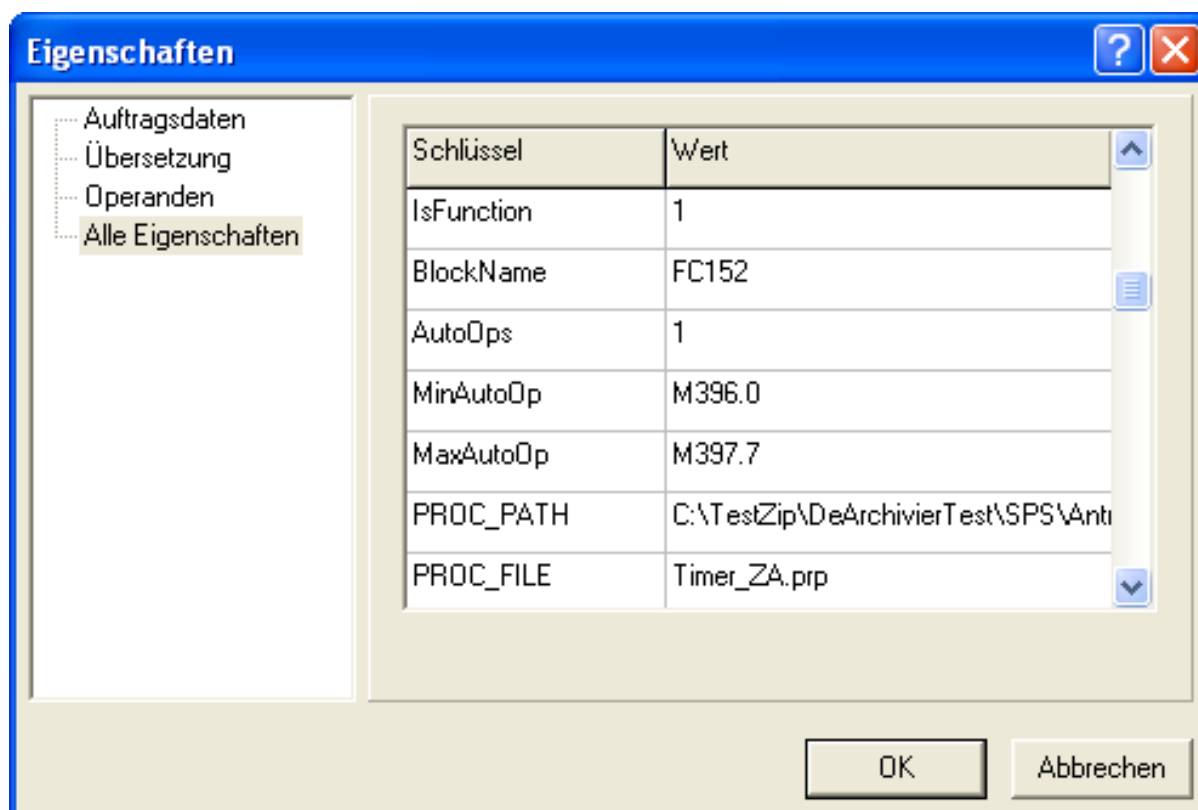 Eigenschaften
Auftragsdaten
Übersetzung
Operanden
Alle Eigenschaften
Schlüssel Wert
IsFunction 1
BlockName FC152
AutoOps 1
MinAutoOp M396.0
MaxAutoOp M397.7
PROC_PATH C:\TestZip\DeArchivierTest\SPS\Antr
PROC_FILE Timer_ZA.prp
OK Abbrechen